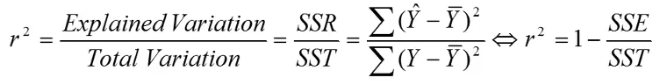 r² = Explained Variation / Total Variation = SSR / SST = ∑(Ŷ − Y̅)² / ∑(Y − Y̅)² ⇔ r² = 1 − SSE / SST